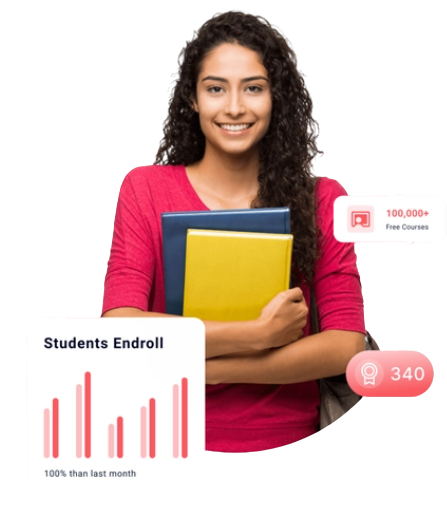 100,000+
Free Courses
Students Endroll
340
100% than last month